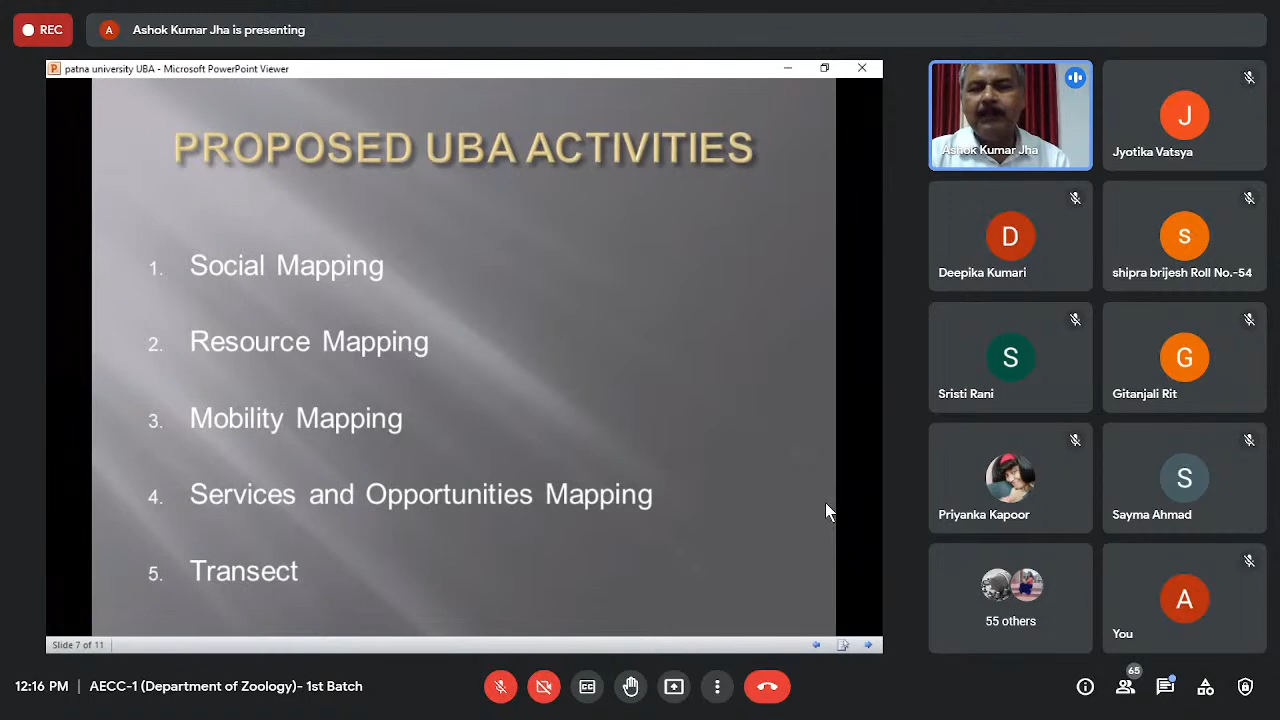 REC
A
Ashok Kumar Jha is presenting
patna university UBA - Microsoft PowerPoint Viewer
PROPOSED UBA ACTIVITIES
1. Social Mapping
2. Resource Mapping
3. Mobility Mapping
4. Services and Opportunities Mapping
5. Transect
Slide 7 of 11
Ashok Kumar Jha
J
Jyotika Vatsya
D
Deepika Kumari
s
shipra brijesh Roll No.-54
S
Sristi Rani
G
Gitanjali Rit
Priyanka Kapoor
S
Sayma Ahmad
55 others
A
You
12:16 PM | AECC-1 (Department of Zoology)- 1st Batch
65